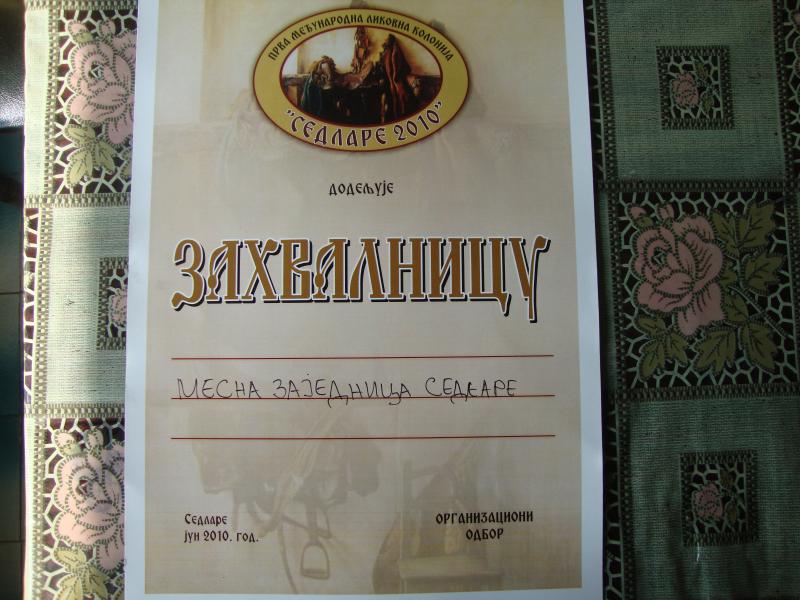 ПРВА МЕЂУНАРОДНА ЛИКОВНА КОЛОНИЈА
"СЕДЛАРЕ 2010"
ДОДЕЉУЈЕ
ЗАХВАЛНИЦУ
МЕСНА ЗАЈЕДНИЦА СЕДЛАРЕ
Седларе
јун 2010. год.
ОРГАНИЗАЦИОНИ
ОДБОР